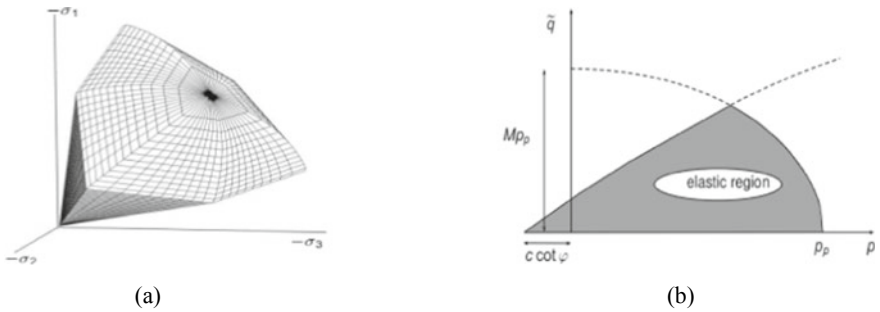 −σ1
−σ2
−σ3
(a)
q̃
Mpp
elastic region
c cot φ
pp
p
(b)